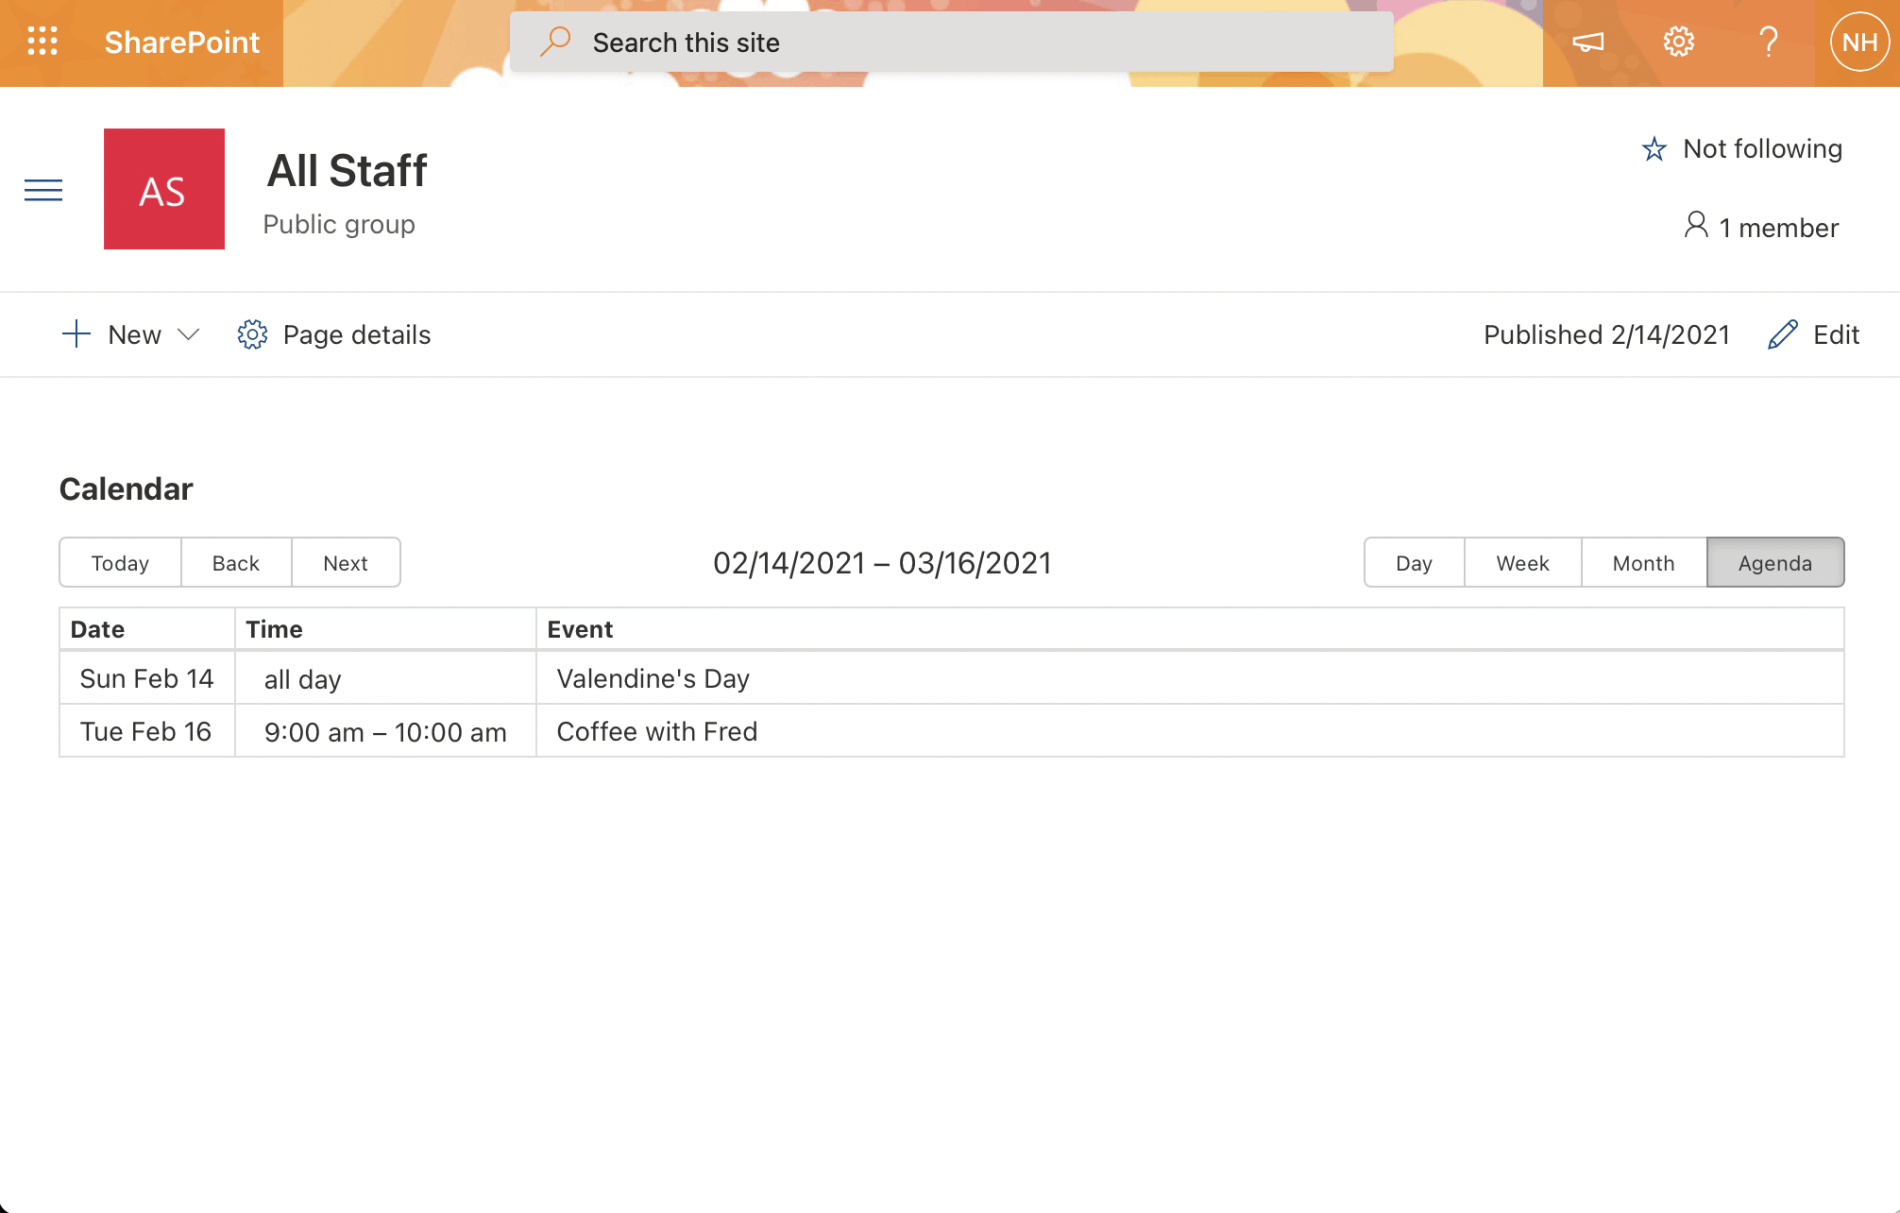 SharePoint
Search this site
?
NH
AS
All Staff
Public group
Not following
1 member
New
Page details
Published 2/14/2021
Edit
Calendar
Today Back Next
02/14/2021 – 03/16/2021
Day Week Month Agenda
Date Time Event
Sun Feb 14 all day Valendine's Day
Tue Feb 16 9:00 am – 10:00 am Coffee with Fred